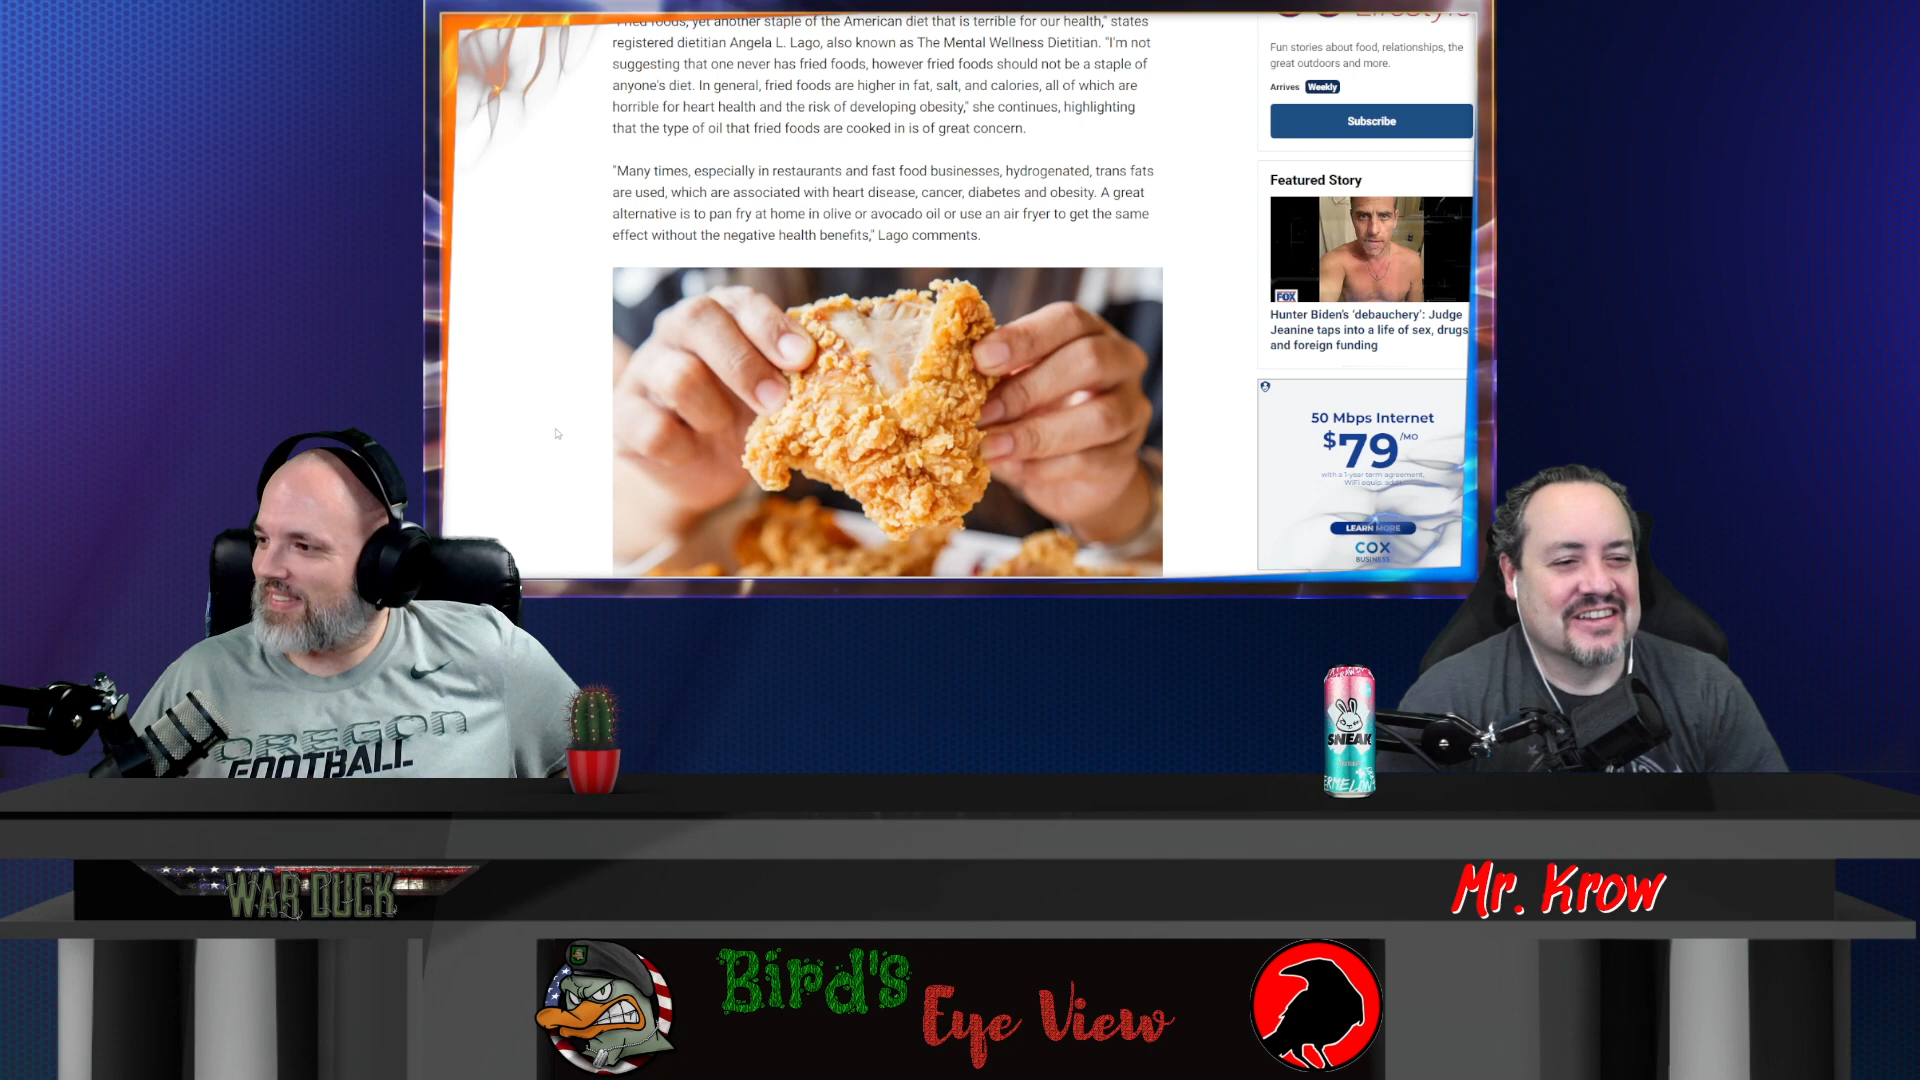 "Fried foods, yet another staple of the American diet that is terrible for our health," states
registered dietitian Angela L. Lago, also known as The Mental Wellness Dietitian. "I'm not
suggesting that one never has fried foods, however fried foods should not be a staple of
anyone's diet. In general, fried foods are higher in fat, salt, and calories, all of which are
horrible for heart health and the risk of developing obesity," she continues, highlighting
that the type of oil that fried foods are cooked in is of great concern.
"Many times, especially in restaurants and fast food businesses, hydrogenated, trans fats
are used, which are associated with heart disease, cancer, diabetes and obesity. A great
alternative is to pan fry at home in olive or avocado oil or use an air fryer to get the same
effect without the negative health benefits," Lago comments.
Lifestyle
Fun stories about food, relationships, the
great outdoors and more.
Arrives Weekly
Subscribe
Featured Story
FOX
Hunter Biden's 'debauchery': Judge
Jeanine taps into a life of sex, drugs
and foreign funding
50 Mbps Internet
$79 /MO
with a 1-year term agreement.
WiFi equip.
LEARN MORE
COX
BUSINESS
OREGON
FOOTBALL
SNEAK
WAR DUCK
Mr. Krow
Bird's
Eye View